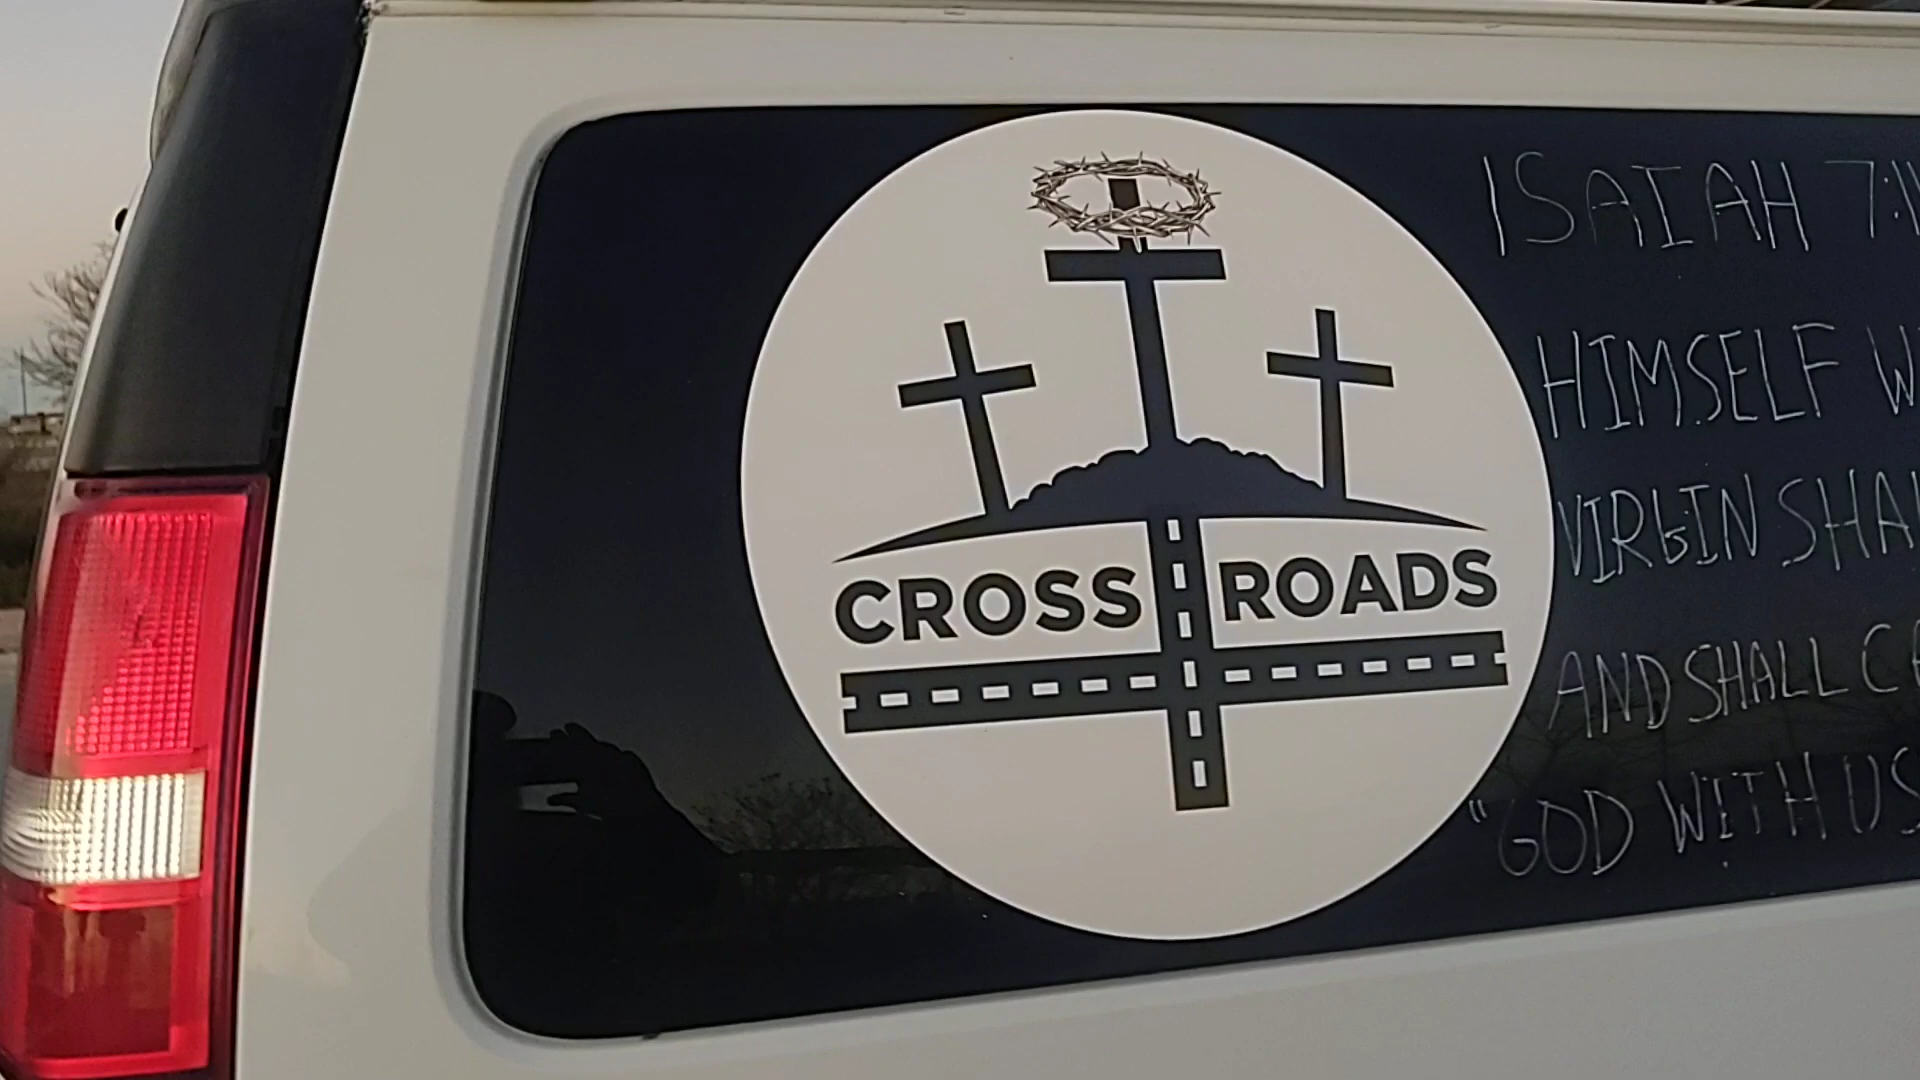 CROSS ROADS
ISAIAH 7:1
HIMSELF W
VIRGIN SHA
AND SHALL C
"GOD WITH US